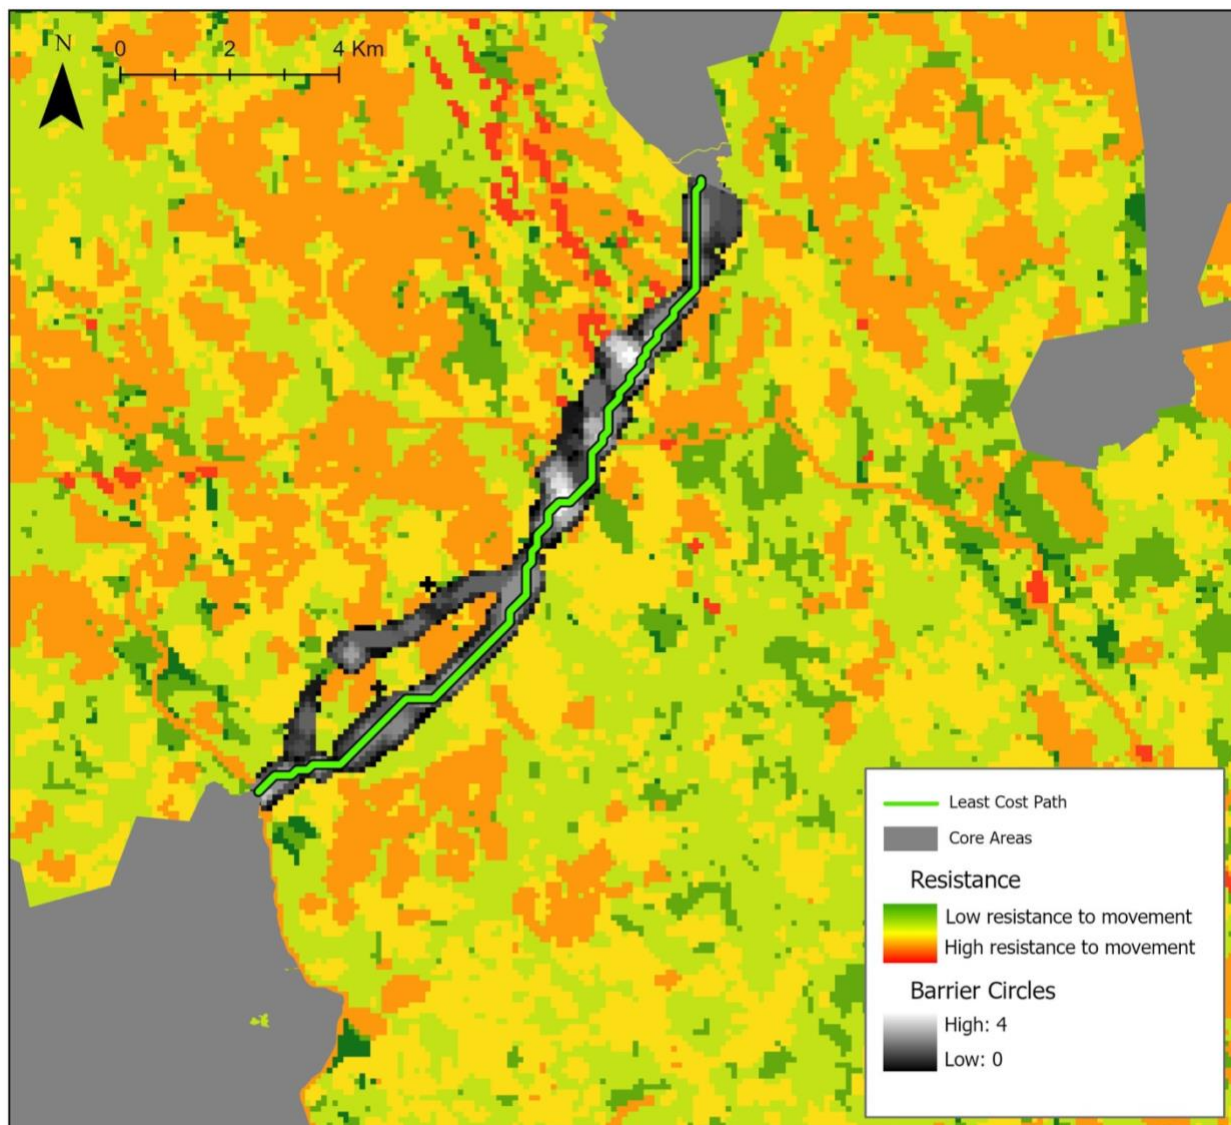 N
0 2 4 Km
Least Cost Path
Core Areas
Resistance
Low resistance to movement
High resistance to movement
Barrier Circles
High: 4
Low: 0